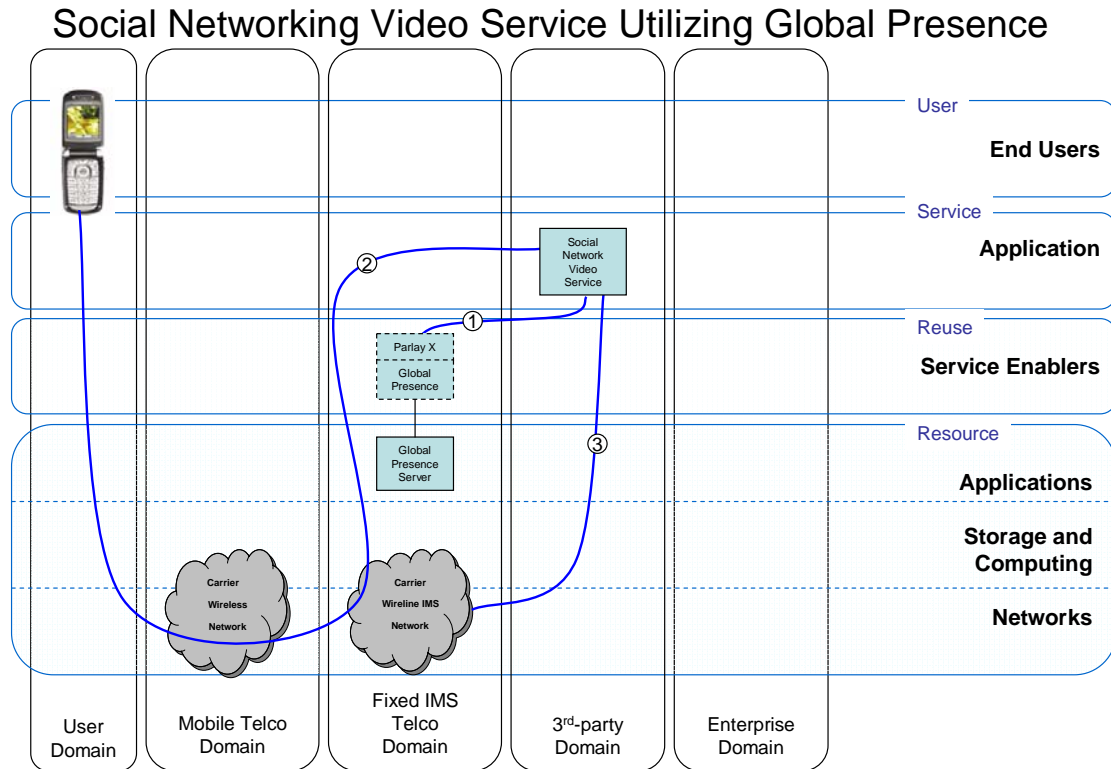 Social Networking Video Service Utilizing Global Presence
User
End Users
Service
Application
Social
Network
Video
Service
2
1
Reuse
Service Enablers
Parlay X
Global
Presence
Resource
3
Global
Presence
Server
Applications
Storage and
Computing
Carrier
Wireless
Network
Carrier
Wireline IMS
Network
Networks
User
Domain
Mobile Telco
Domain
Fixed IMS
Telco
Domain
3rd-party
Domain
Enterprise
Domain